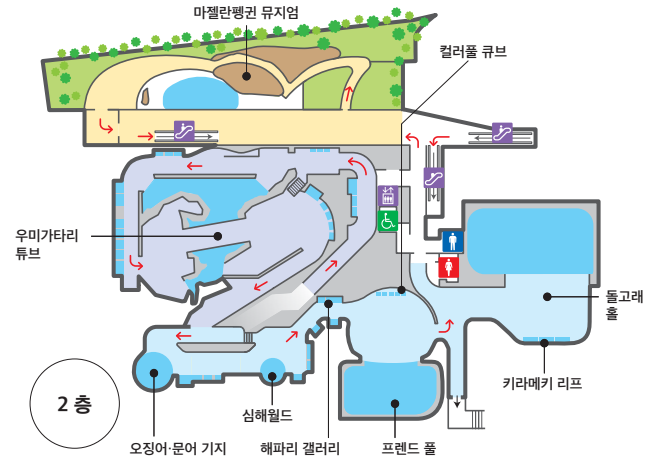 마젤란펭귄 뮤지엄
컬러풀 큐브
우미가타리
튜브
돌고래
홀
키라메키 리프
2 층
심해월드
오징어·문어 기지
해파리 갤러리
프렌드 풀